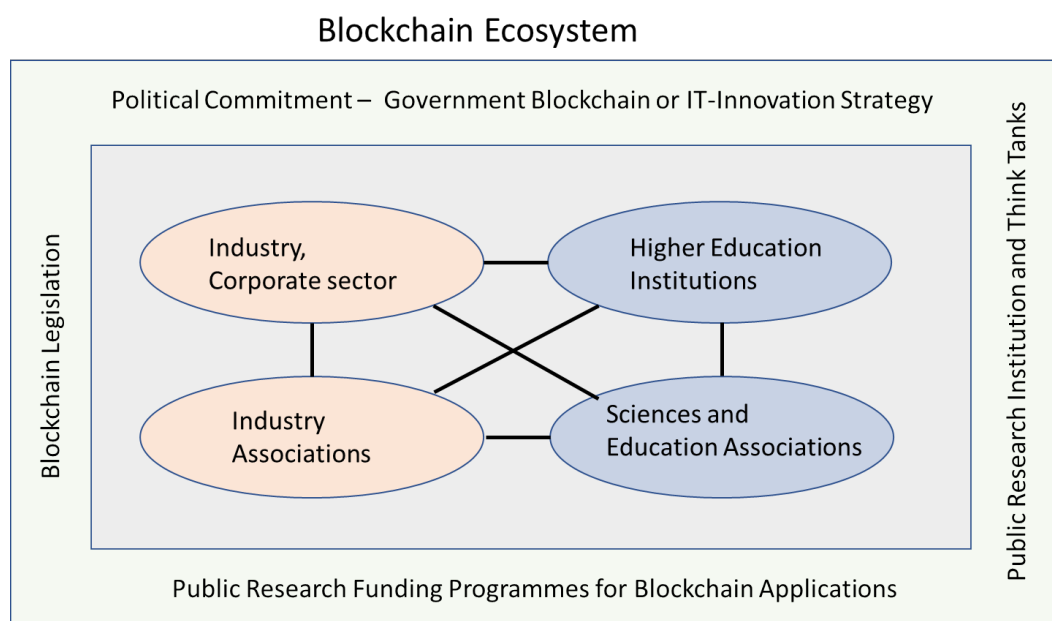 Blockchain Ecosystem
Political Commitment – Government Blockchain or IT-Innovation Strategy
Blockchain Legislation
Industry,
Corporate sector
Higher Education
Institutions
Industry
Associations
Sciences and
Education Associations
Public Research Institution and Think Tanks
Public Research Funding Programmes for Blockchain Applications